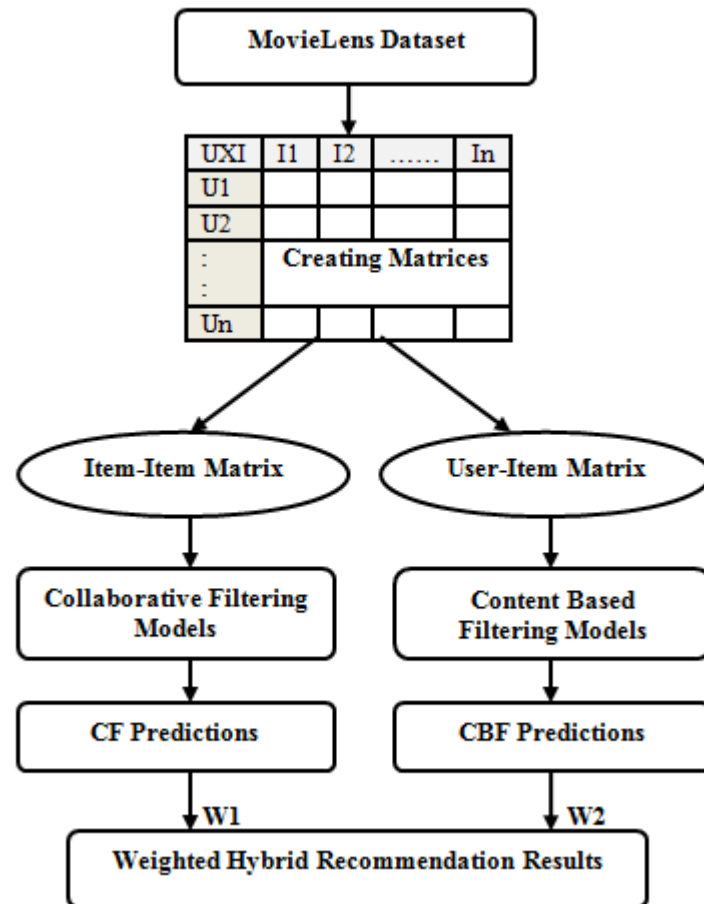 MovieLens Dataset
UXI I1 I2 ...... In
U1
U2
:
Creating Matrices
:
Un
Item-Item Matrix
User-Item Matrix
Collaborative Filtering
Models
Content Based
Filtering Models
CF Predictions
CBF Predictions
W1
W2
Weighted Hybrid Recommendation Results